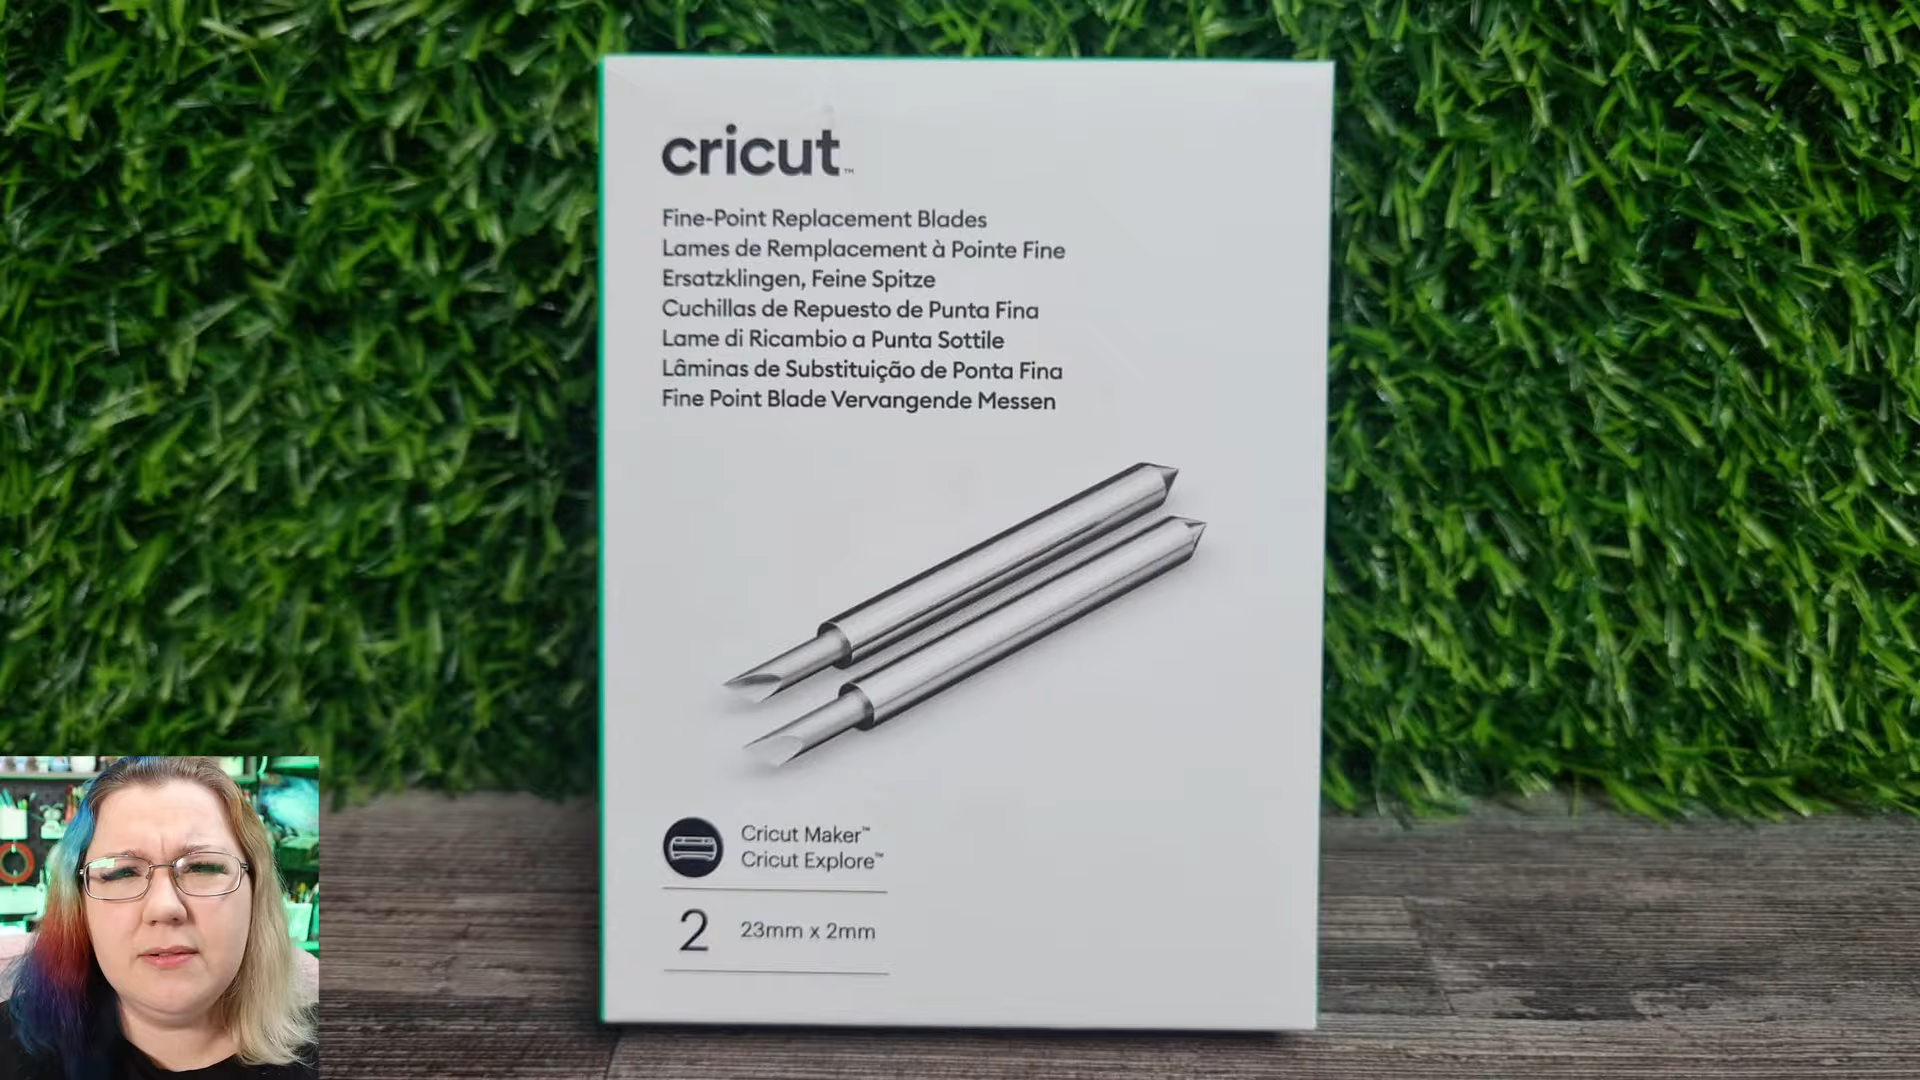 cricut™
Fine-Point Replacement Blades
Lames de Remplacement à Pointe Fine
Ersatzklingen, Feine Spitze
Cuchillas de Repuesto de Punta Fina
Lame di Ricambio a Punta Sottile
Lâminas de Substituição de Ponta Fina
Fine Point Blade Vervangende Messen
Cricut Maker™
Cricut Explore™
2 23mm x 2mm